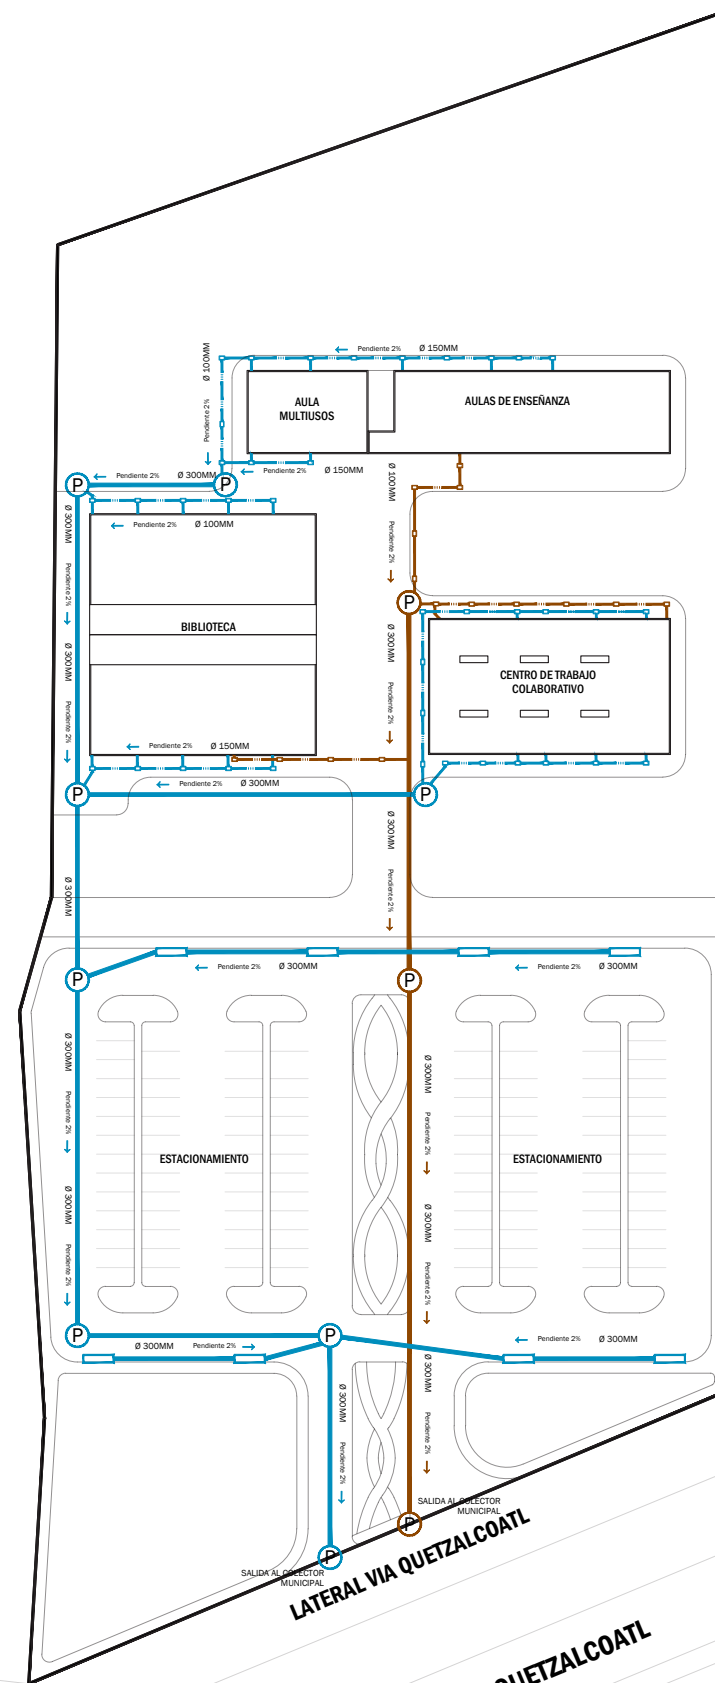 Ø 100MM
Pendiente 2%
Pendiente 2%
Ø 150MM
AULA
MULTIUSOS
AULAS DE ENSEÑANZA
Pendiente 2%
Ø 300MM
Pendiente 2%
Ø 150MM
Ø 100MM
Pendiente 2%
P
P
Ø 300MM
Pendiente 2%
Pendiente 2%
Ø 100MM
BIBLIOTECA
P
Ø 300MM
Pendiente 2%
Ø 300MM
Pendiente 2%
CENTRO DE TRABAJO
COLABORATIVO
Pendiente 2%
Ø 150MM
Pendiente 2%
Ø 300MM
P
P
Ø 300MM
Ø 300MM
Pendiente 2%
Pendiente 2%
Ø 300MM
Pendiente 2%
Ø 300MM
P
P
Ø 300MM
Pendiente 2%
Ø 300MM
Pendiente 2%
ESTACIONAMIENTO
ESTACIONAMIENTO
Ø 300MM
Pendiente 2%
Ø 300MM
Pendiente 2%
P
P
Ø 300MM
Pendiente 2%
Pendiente 2%
Ø 300MM
Ø 300MM
Pendiente 2%
Ø 300MM
Pendiente 2%
SALIDA AL COLECTOR
MUNICIPAL
P
P
SALIDA AL COLECTOR
MUNICIPAL
LATERAL VIA QUETZALCOATL
QUETZALCOATL